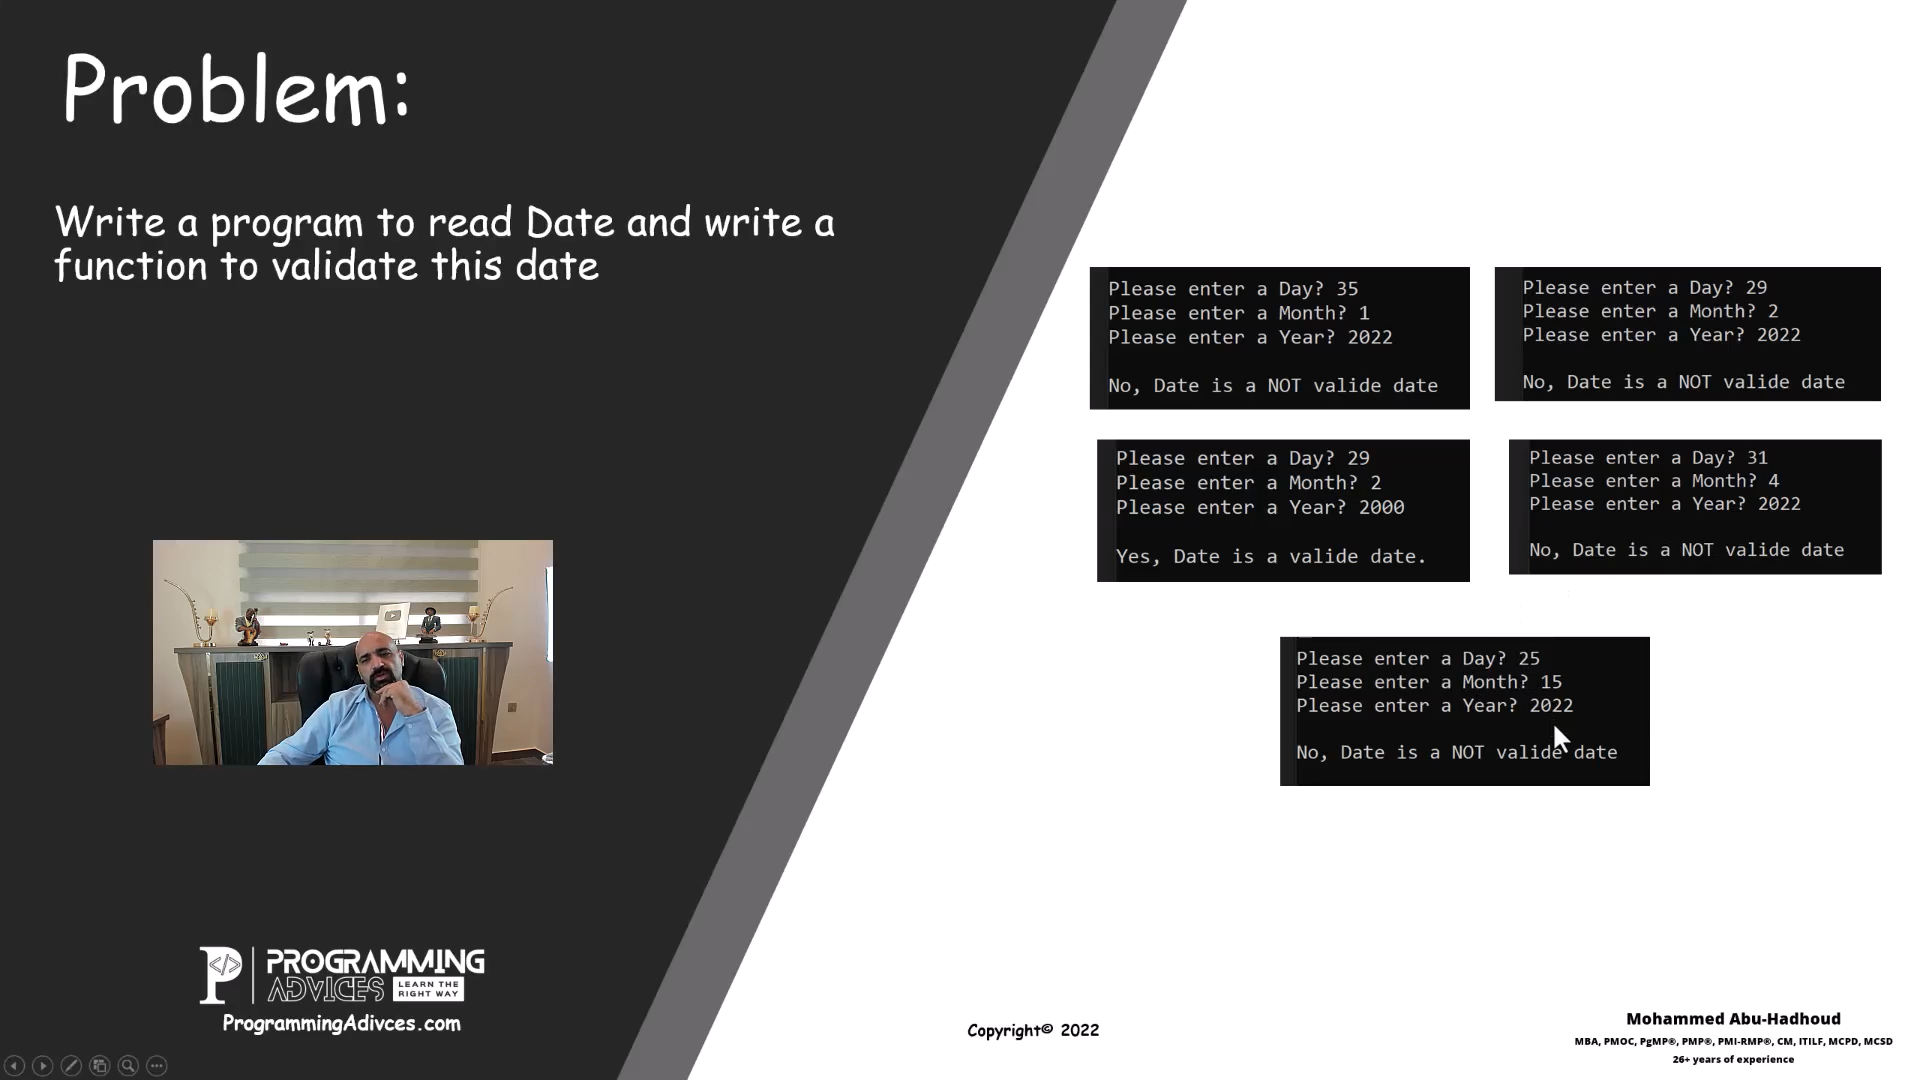 Problem:
Write a program to read Date and write a
function to validate this date
Please enter a Day? 35
Please enter a Month? 1
Please enter a Year? 2022
No, Date is a NOT valide date
Please enter a Day? 29
Please enter a Month? 2
Please enter a Year? 2022
No, Date is a NOT valide date
Please enter a Day? 29
Please enter a Month? 2
Please enter a Year? 2000
Yes, Date is a valide date.
Please enter a Day? 31
Please enter a Month? 4
Please enter a Year? 2022
No, Date is a NOT valide date
Please enter a Day? 25
Please enter a Month? 15
Please enter a Year? 2022
No, Date is a NOT valide date
P </>
PROGRAMMING
ADVICES
LEARN THE
RIGHT WAY
ProgrammingAdivces.com
Copyright© 2022
Mohammed Abu-Hadhoud
MBA, PMOC, PgMP®, PMP®, PMI-RMP®, CM, ITILF, MCPD, MCSD
26+ years of experience